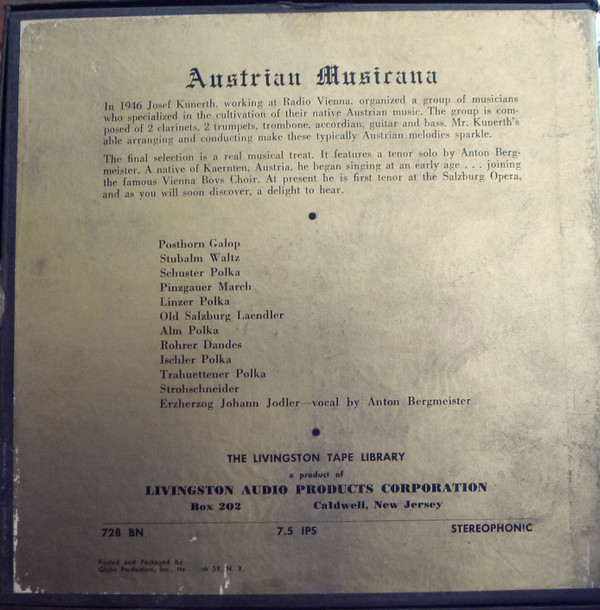 Austrian Musicana
In 1946 Josef Kunerth, working at Radio Vienna, organized a group of musicians
who specialized in the cultivation of their native Austrian music. The group is com-
posed of 2 clarinets, 2 trumpets, trombone, accordian, guitar and bass. Mr. Kunerth's
able arranging and conducting make these typically Austrian melodies sparkle.
The final selection is a real musical treat. It features a tenor solo by Anton Berg-
meister. A native of Kaernten, Austria, he began singing at an early age . . . joining
the famous Vienna Boys Choir. At present he is first tenor at the Salzburg Opera,
and as you will soon discover, a delight to hear.
Posthorn Galop
Stubalm Waltz
Schuster Polka
Pinzgauer March
Linzer Polka
Old Salzburg Laendler
Alm Polka
Rohrer Dandes
Ischler Polka
Trahuettener Polka
Strohschneider
Erzherzog Johann Jodler—vocal by Anton Bergmeister
THE LIVINGSTON TAPE LIBRARY
a product of
LIVINGSTON AUDIO PRODUCTS CORPORATION
Box 202 Caldwell, New Jersey
728 BN 7.5 IPS STEREOPHONIC
Printed and Packaged by
Production, Inc., 59, N. Y.